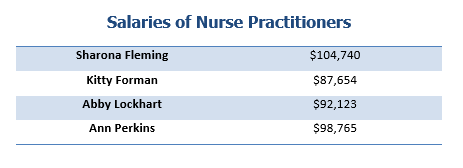 Salaries of Nurse Practitioners
Sharona Fleming $104,740
Kitty Forman $87,654
Abby Lockhart $92,123
Ann Perkins $98,765